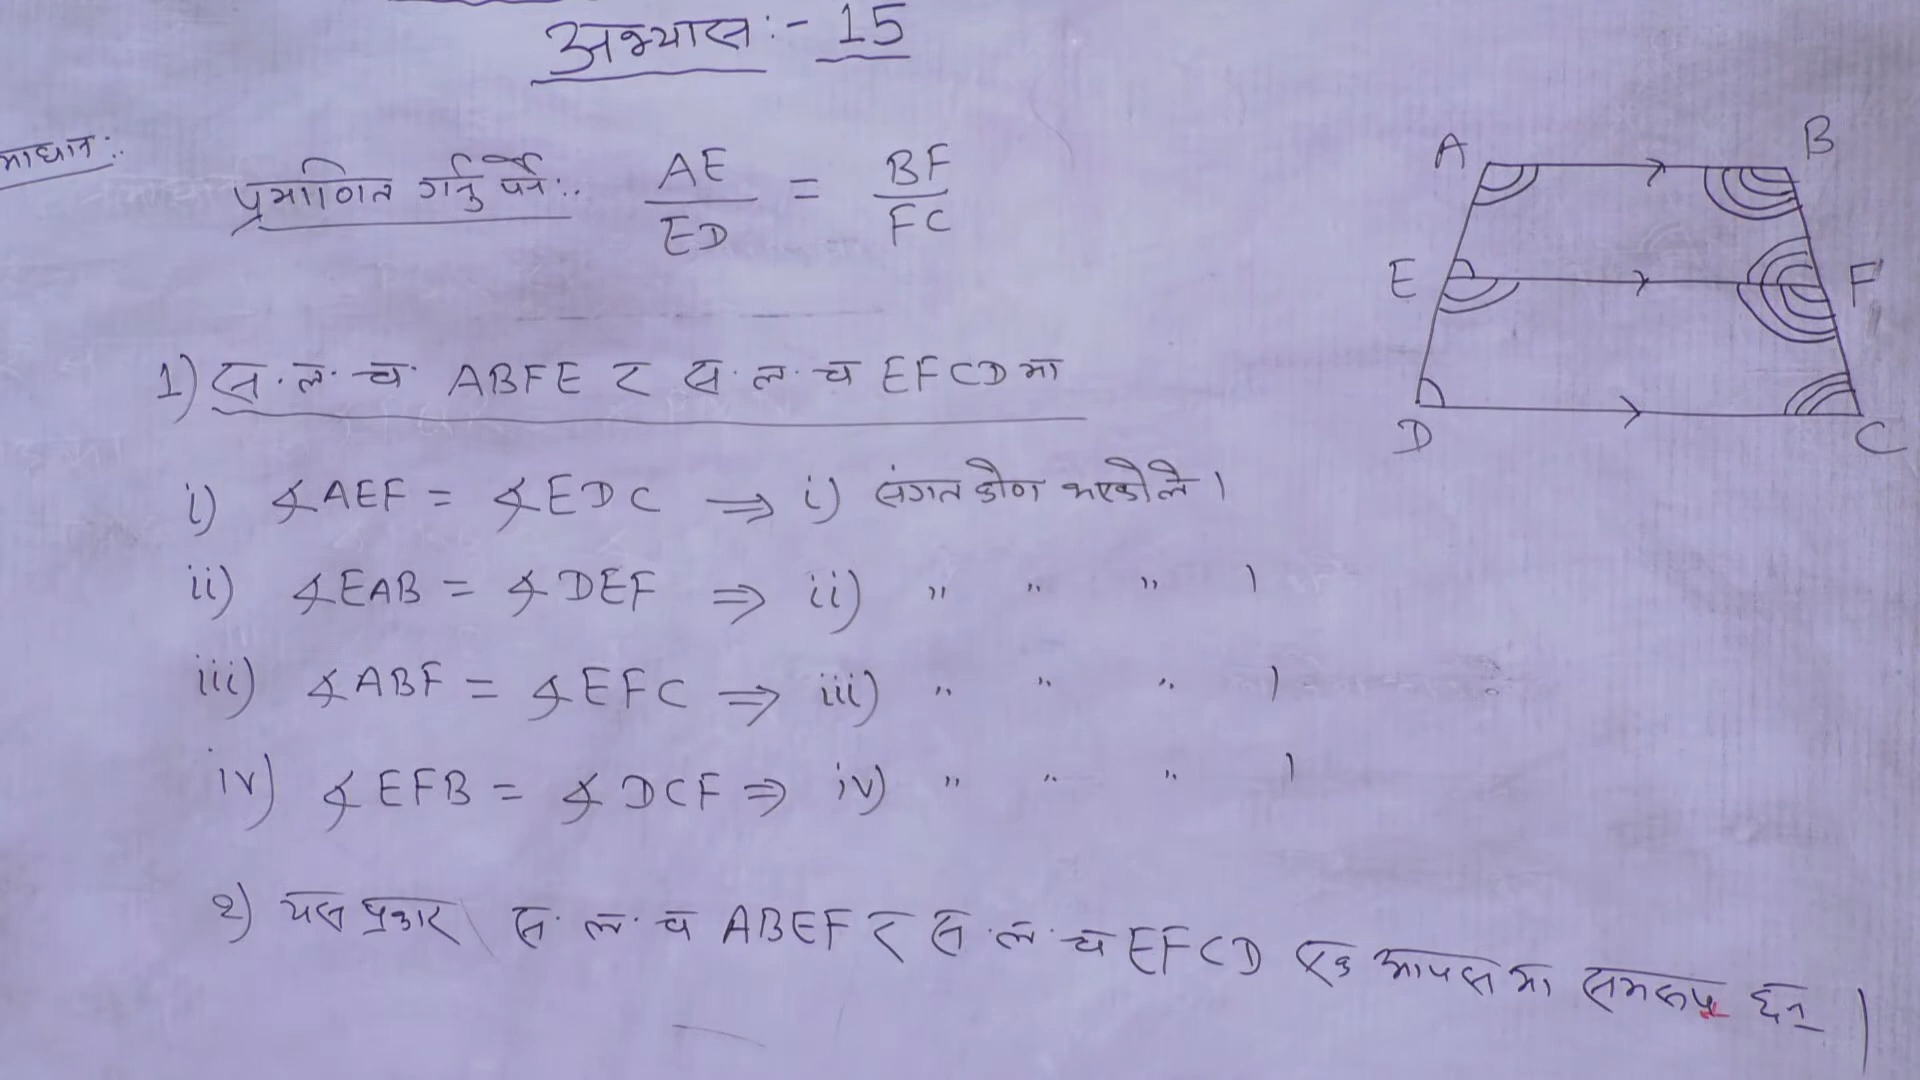 अभ्यास:- 15
माधान:
प्रमाणित गर्नु पर्ने:. AE/ED = BF/FC
A B
E F
D C
1) स.ल.च. ABFE र स.ल.च EFCD मा
i) ∡AEF = ∡EDC ⇒ i) संगत कोण भएकोले।
ii) ∡EAB = ∡DEF ⇒ ii) " " " ।
iii) ∡ABF = ∡EFC ⇒ iii) " " " ।
iv) ∡EFB = ∡DCF ⇒ iv) " " " ।
२) यस प्रकार स.ल.च ABEF र स.ल.च EFCD एक आपसमा समरूप छन् ।